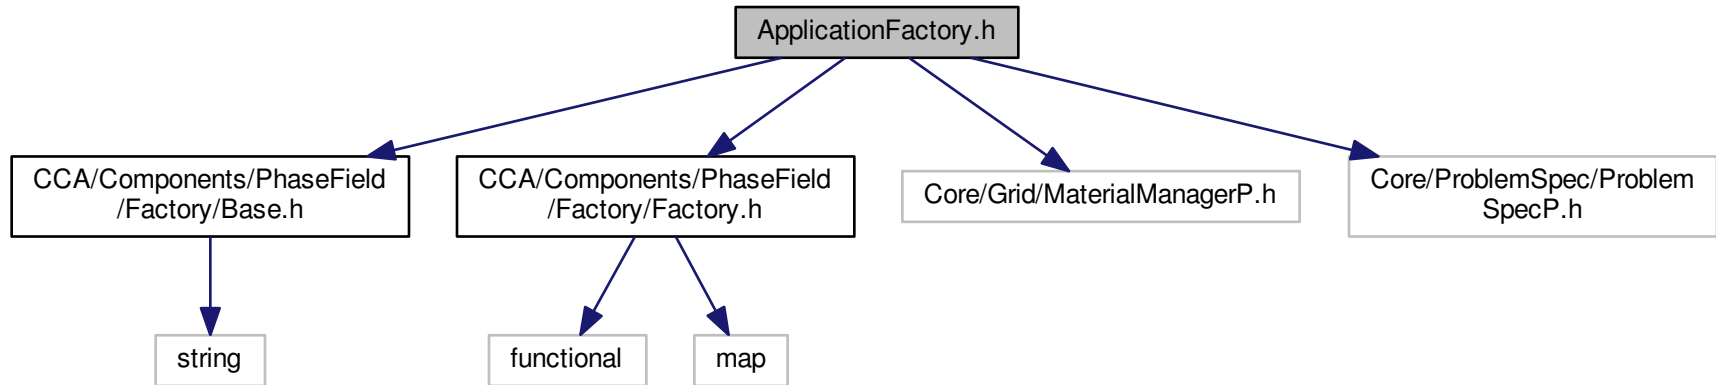 ApplicationFactory.h
CCA/Components/PhaseField
/Factory/Base.h
CCA/Components/PhaseField
/Factory/Factory.h
Core/Grid/MaterialManagerP.h
Core/ProblemSpec/Problem
SpecP.h
string
functional
map